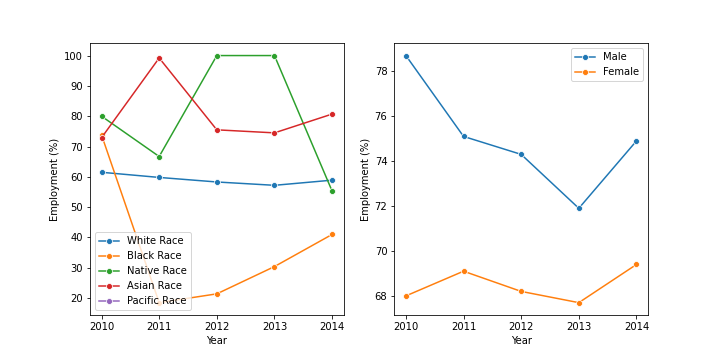 100
90
80
70
60
50
40
30
20
Employment (%)
White Race
Black Race
Native Race
Asian Race
Pacific Race
2010 2011 2012 2013 2014
Year
78
76
74
72
70
68
Employment (%)
Male
Female
2010 2011 2012 2013 2014
Year